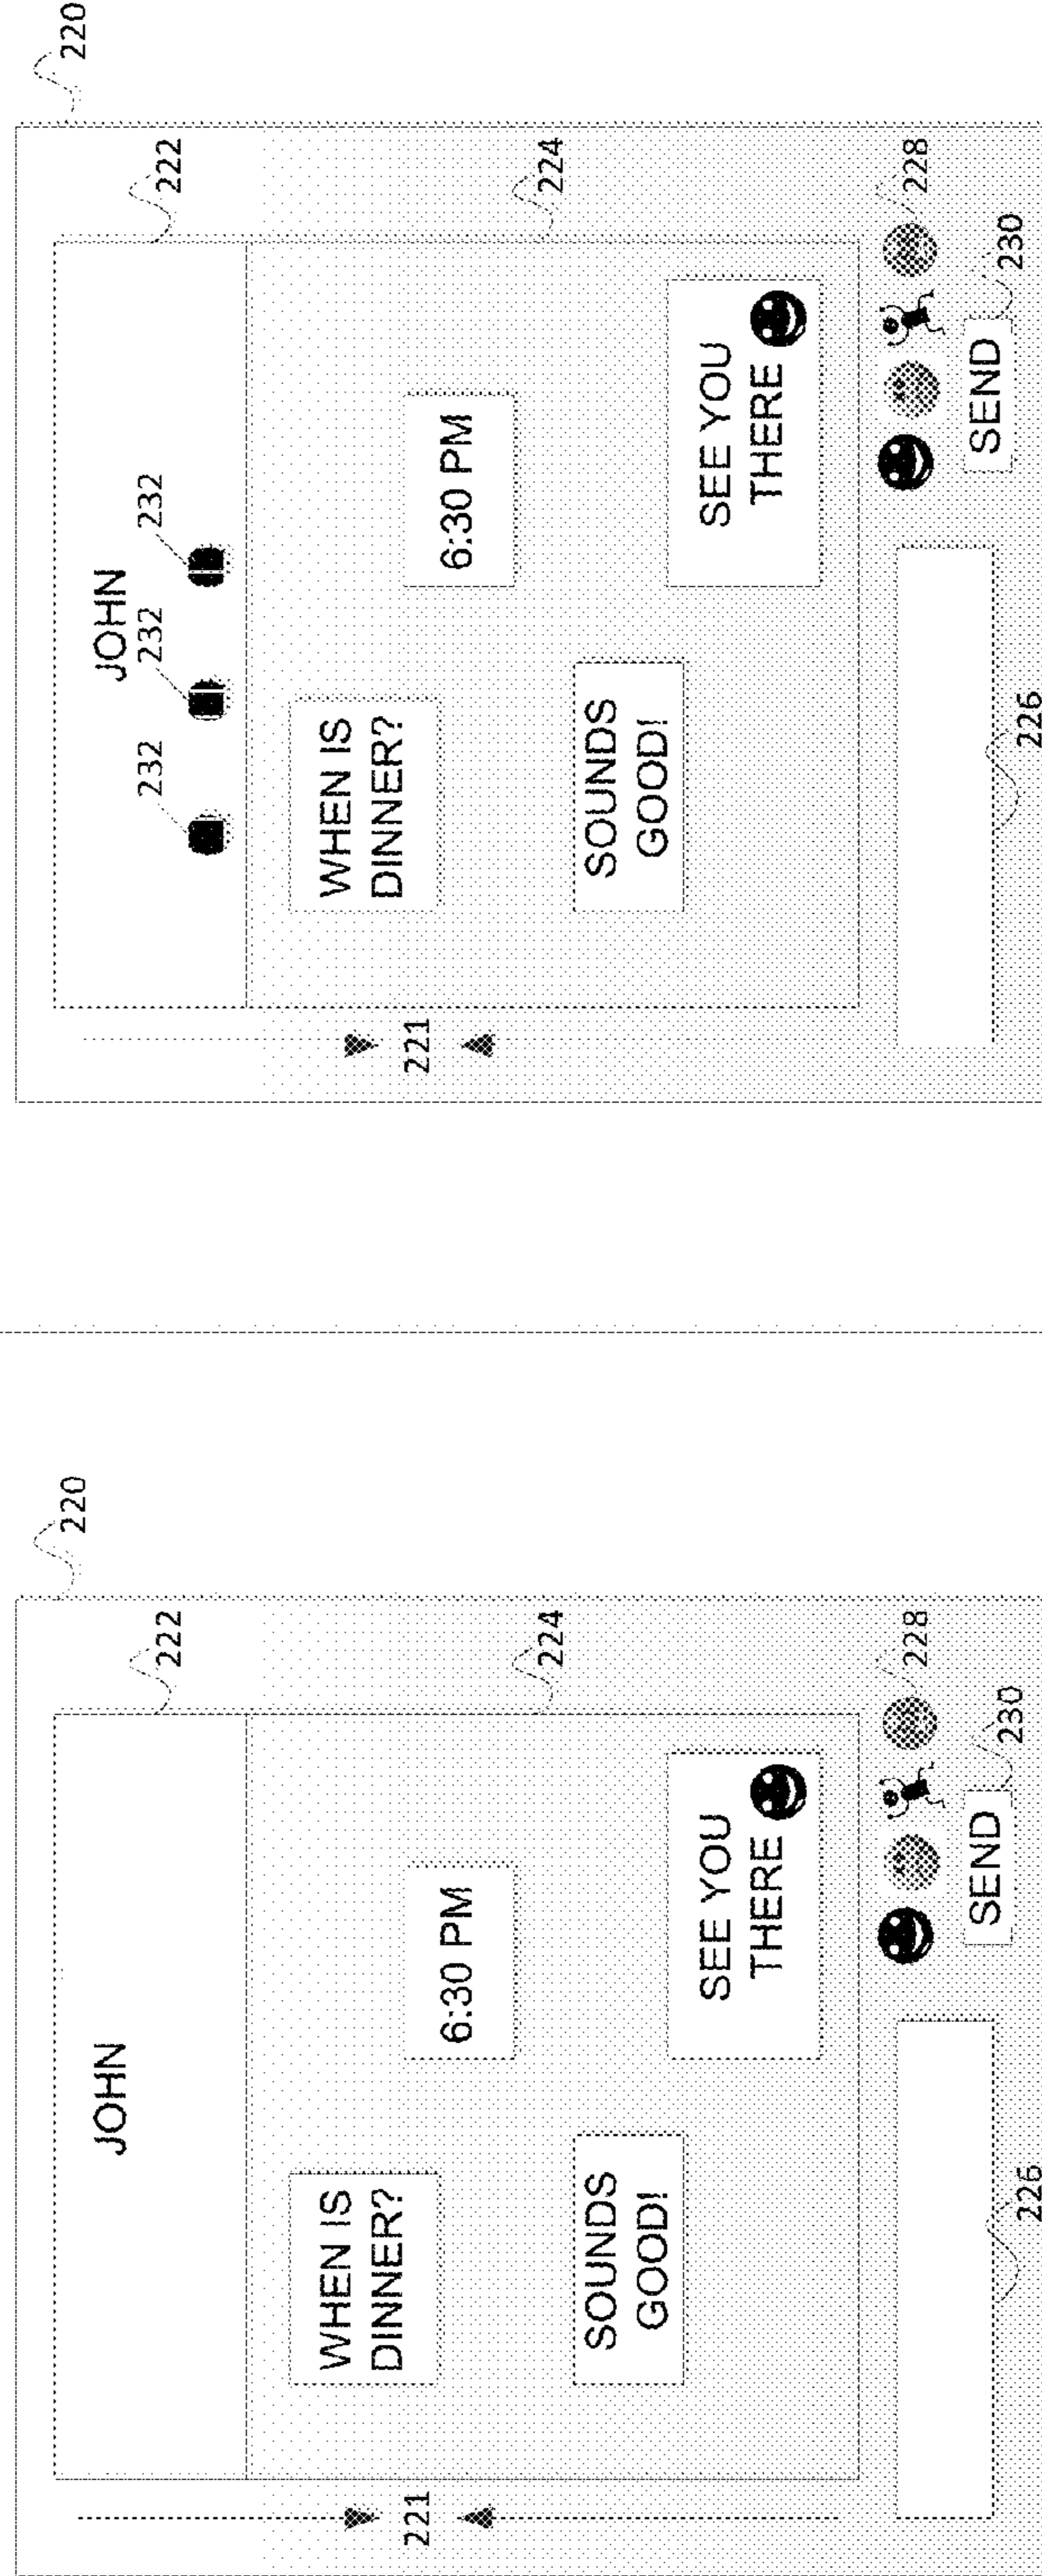 220
222
JOHN
WHEN IS
DINNER?
6:30 PM
221
224
SOUNDS
GOOD!
SEE YOU
THERE
228
SEND
230
226
220
222
JOHN
232
232
232
WHEN IS
DINNER?
6:30 PM
221
224
SOUNDS
GOOD!
SEE YOU
THERE
228
SEND
230
226